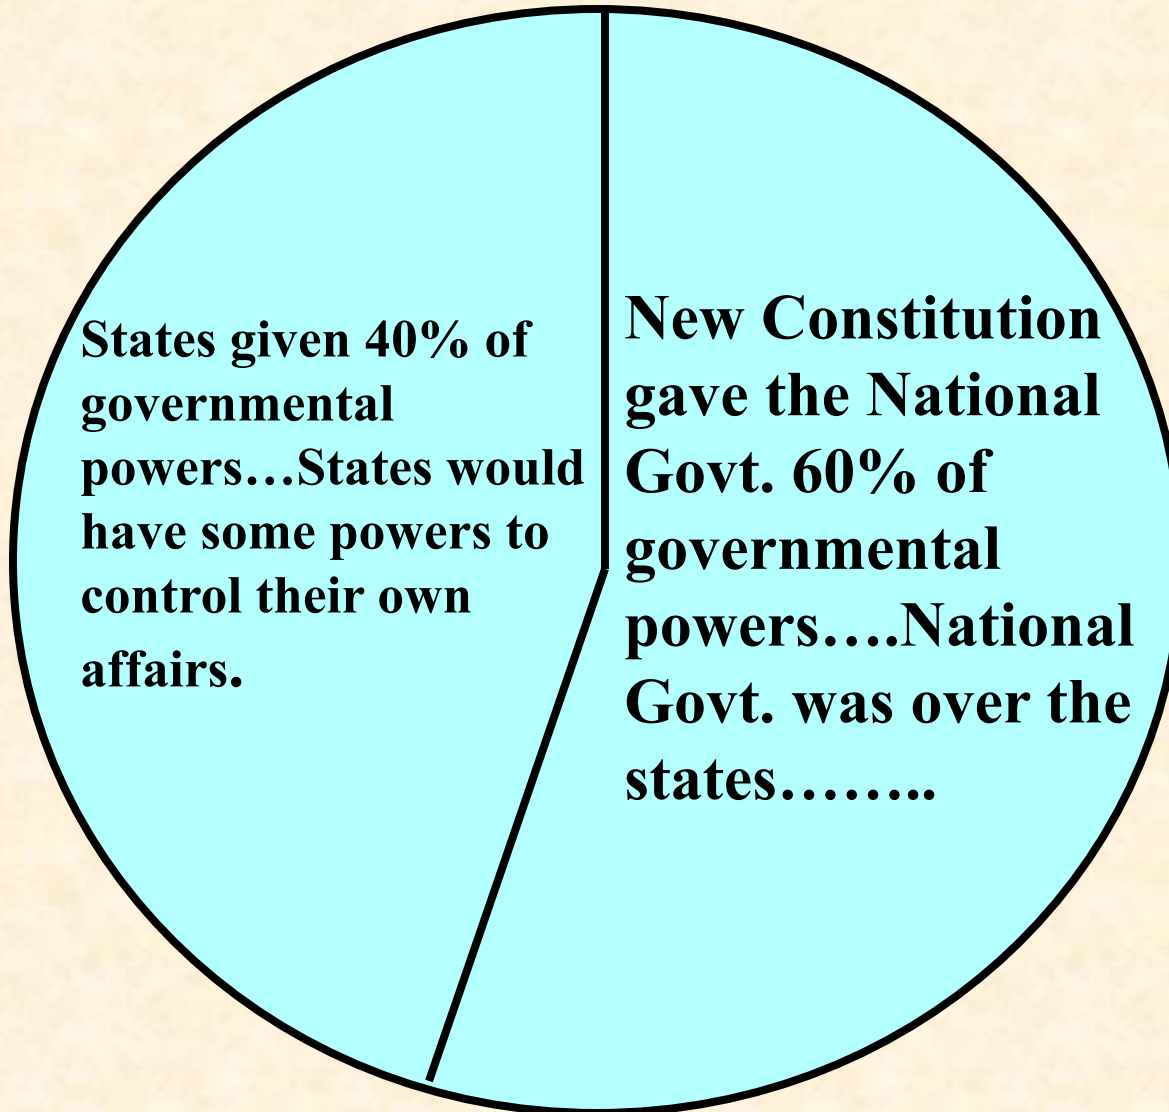 States given 40% of
governmental
powers…States would
have some powers to
control their own
affairs.
New Constitution
gave the National
Govt. 60% of
governmental
powers….National
Govt. was over the
states……..